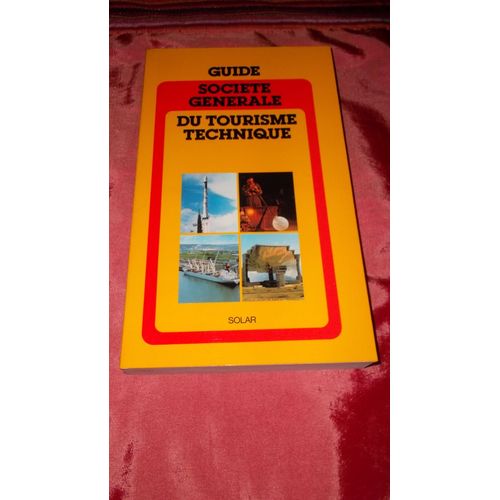 GUIDE
SOCIETE
GENERALE
DU TOURISME
TECHNIQUE
SOLAR